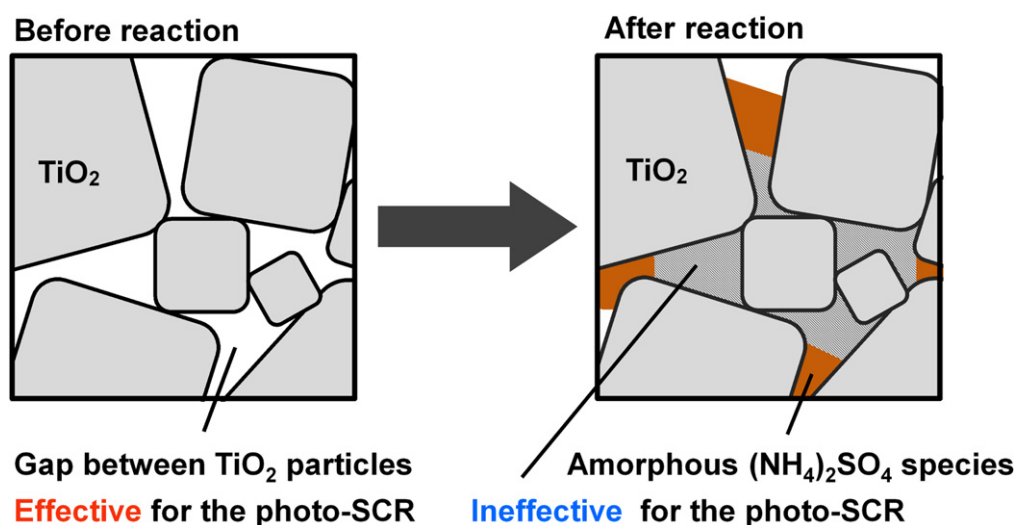 Before reaction
After reaction
TiO₂
TiO₂
Gap between TiO₂ particles
Effective for the photo-SCR
Amorphous (NH₄)₂SO₄ species
Ineffective for the photo-SCR